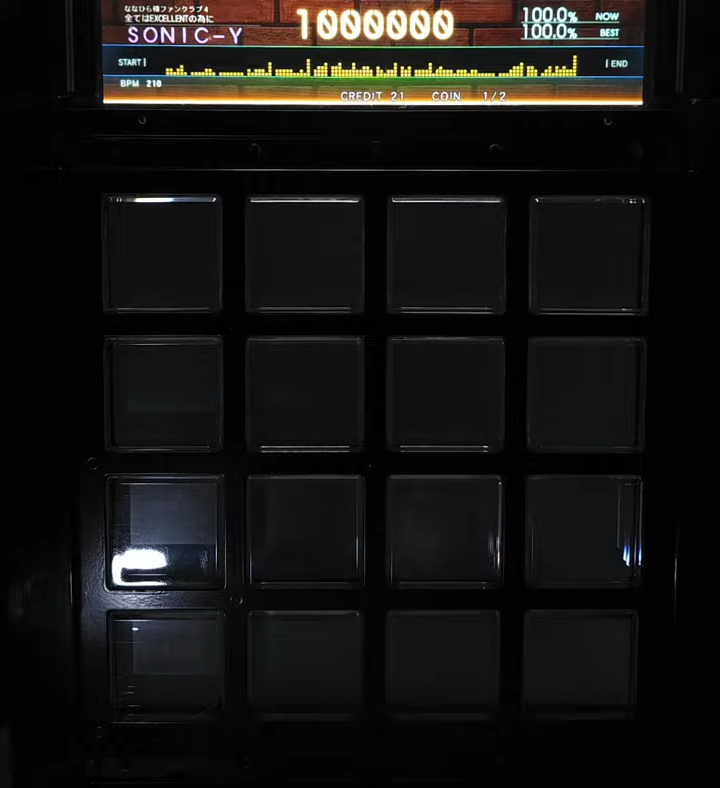 ななひら様ファンクラブ4
全てはEXCELLENTの為に
SONIC-Y
1000000
100.0% NOW
100.0% BEST
START
END
BPM 210
CREDIT 21 COIN 1/2